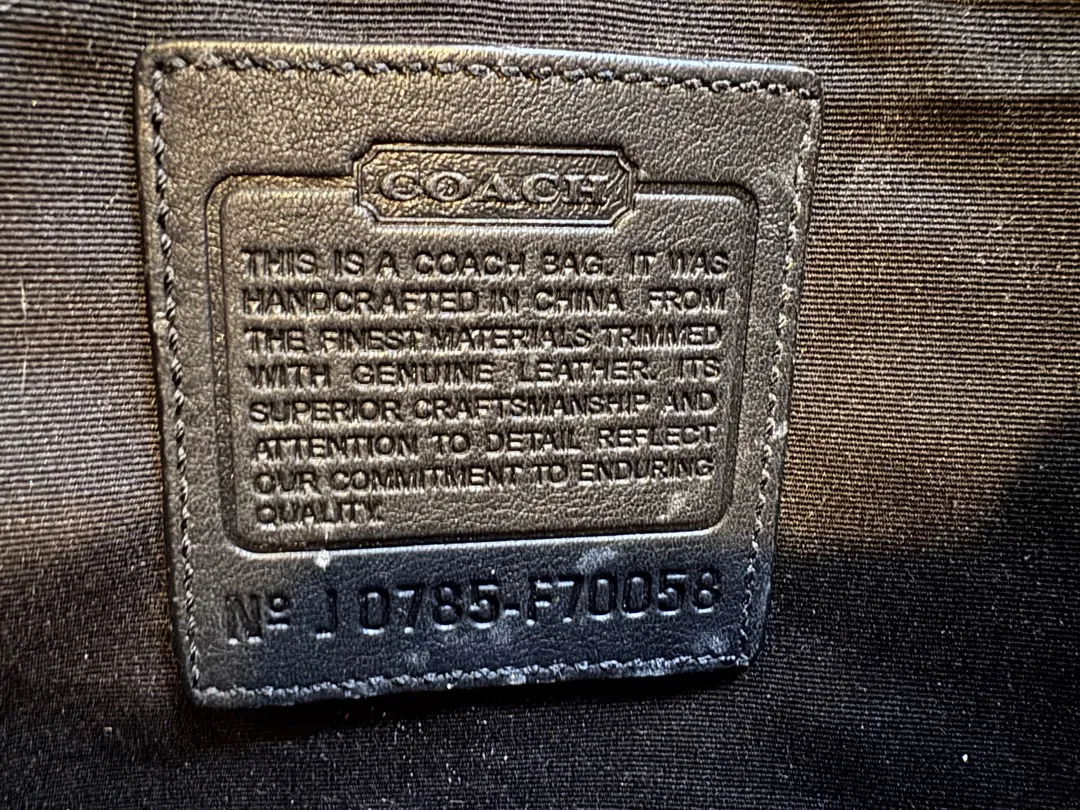 COACH
THIS IS A COACH BAG. IT WAS
HANDCRAFTED IN CHINA FROM
THE FINEST MATERIALS TRIMMED
WITH GENUINE LEATHER. ITS
SUPERIOR CRAFTSMANSHIP AND
ATTENTION TO DETAIL REFLECT
OUR COMMITMENT TO ENDURING
QUALITY.
Nº J0785-F70058